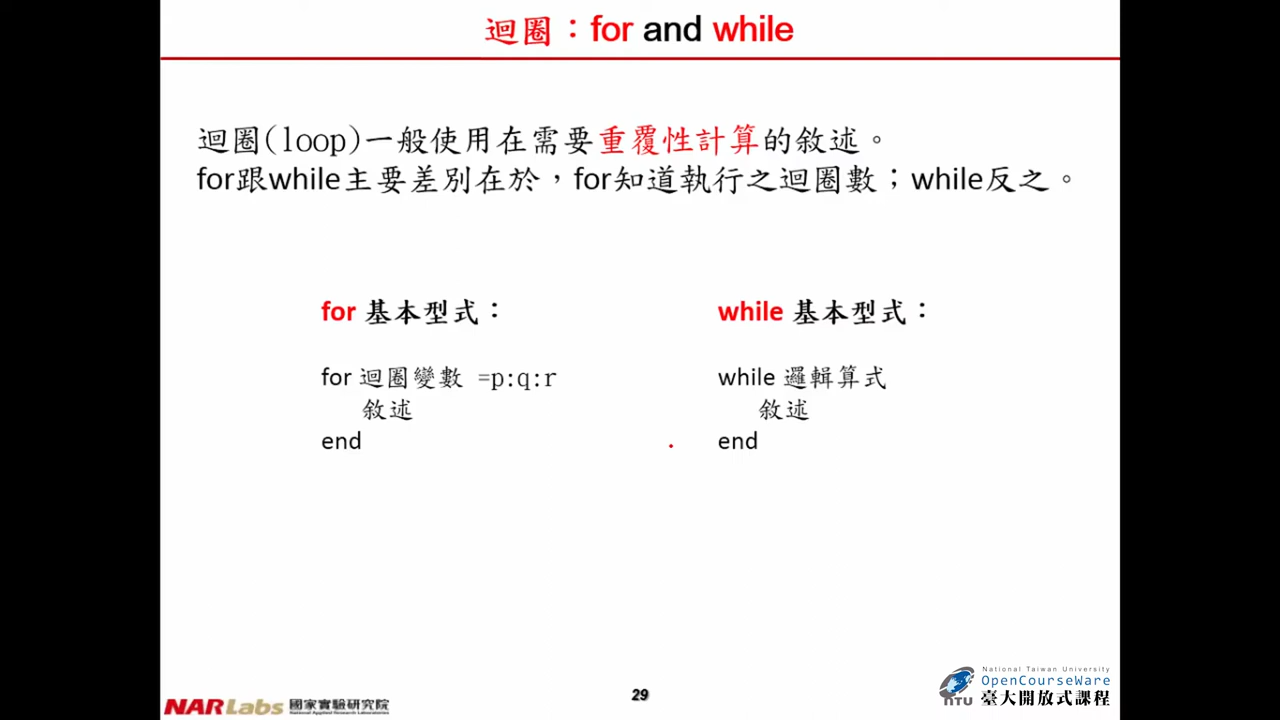 迴圈：for and while
迴圈(loop)一般使用在需要重覆性計算的敘述。
for跟while主要差別在於，for知道執行之迴圈數；while反之。
for 基本型式：
for 迴圈變數 =p:q:r
敘述
end
while 基本型式：
while 邏輯算式
敘述
end
NARLabs 國家實驗研究院
National Applied Research Laboratories
29
National Taiwan University
OpenCourseWare
NTU 臺大開放式課程